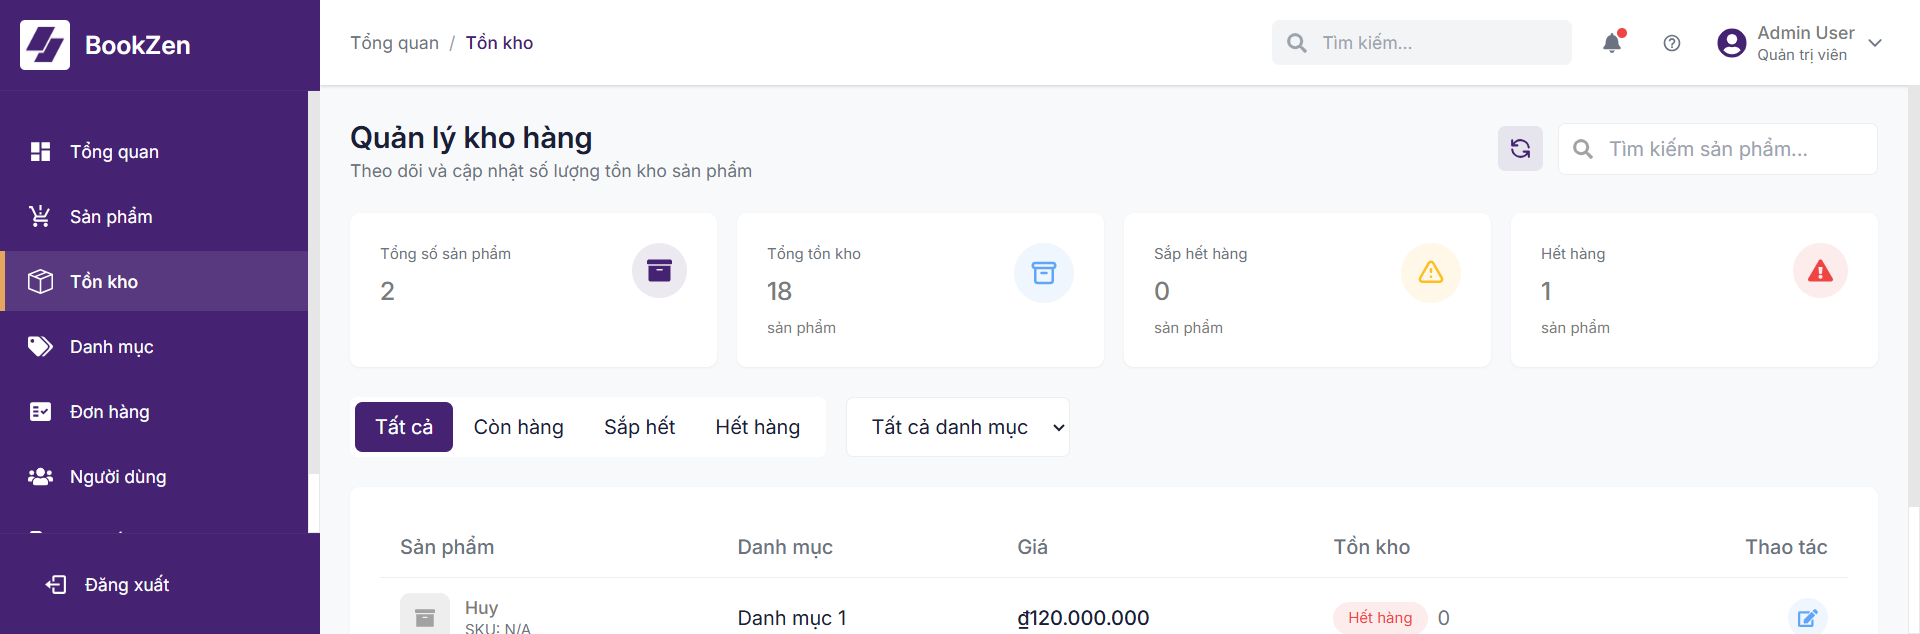 BookZen
Tổng quan / Tồn kho
Tìm kiếm...
Admin User
Quản trị viên
Tổng quan
Sản phẩm
Tồn kho
Danh mục
Đơn hàng
Người dùng
Đăng xuất
Quản lý kho hàng
Theo dõi và cập nhật số lượng tồn kho sản phẩm
Tìm kiếm sản phẩm...
Tổng số sản phẩm
2
Tổng tồn kho
18
sản phẩm
Sắp hết hàng
0
sản phẩm
Hết hàng
1
sản phẩm
Tất cả Còn hàng Sắp hết Hết hàng Tất cả danh mục
Sản phẩm Danh mục Giá Tồn kho Thao tác
Huy
SKU: N/A
Danh mục 1 ₫120.000.000 Hết hàng 0